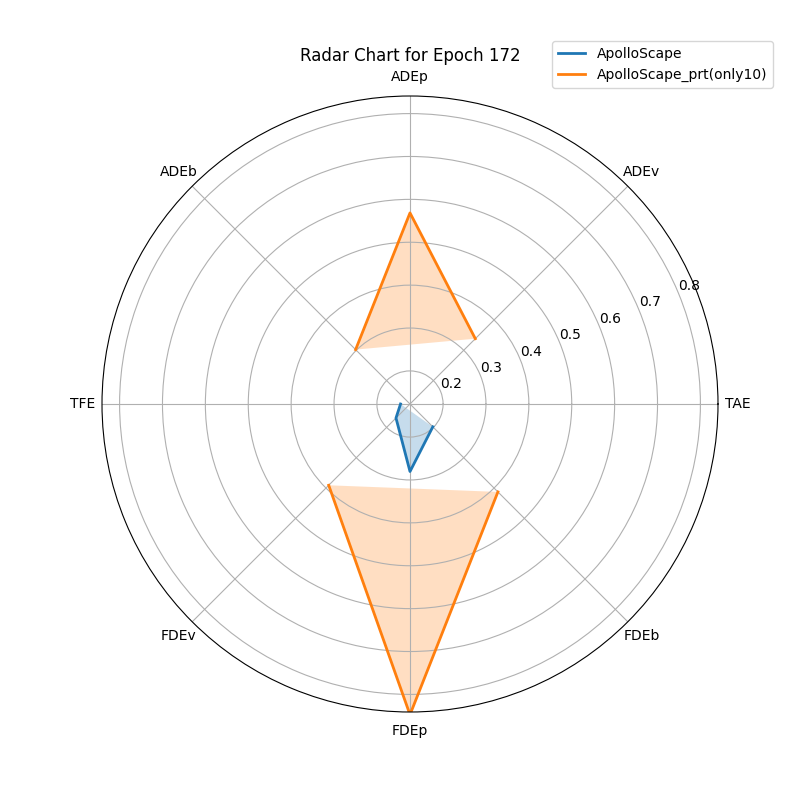 Radar Chart for Epoch 172
ApolloScape
ApolloScape_prt(only10)
ADEp
ADEb
ADEv
0.8
0.7
0.6
0.5
0.4
0.3
0.2
TFE
TAE
FDEv
FDEb
FDEp